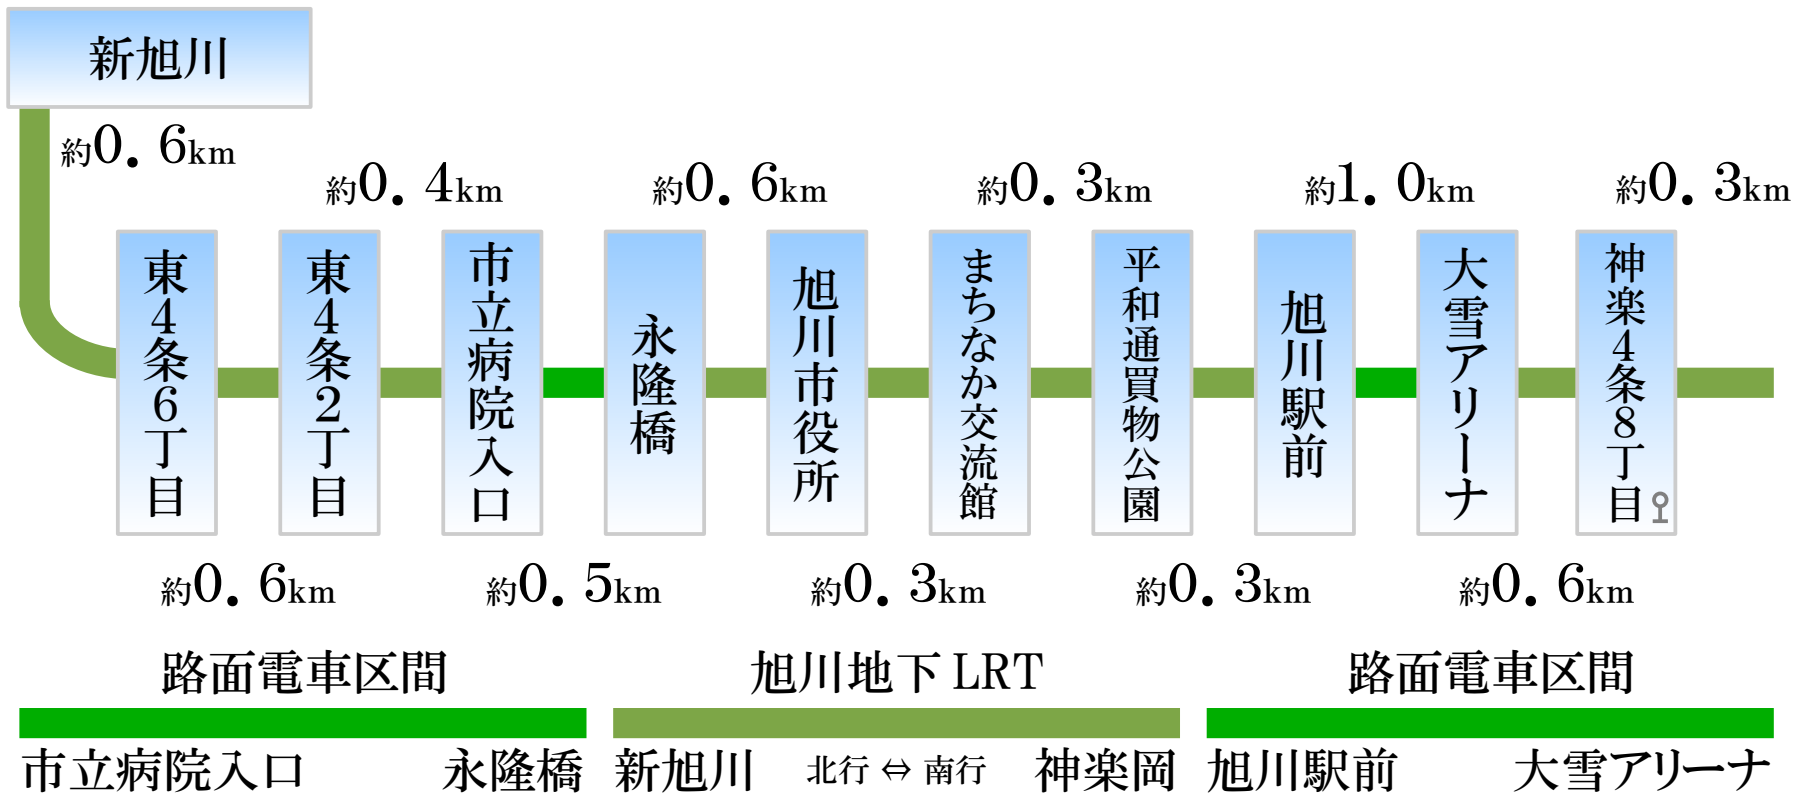 新旭川
約0.6km
約0.4km
約0.6km
約0.3km
約1.0km
約0.3km
東4条6丁目
東4条2丁目
市立病院入口
永隆橋
旭川市役所
まちなか交流館
平和通買物公園
旭川駅前
大雪アリーナ
神楽4条8丁目
約0.6km
約0.5km
約0.3km
約0.3km
約0.6km
路面電車区間
旭川地下LRT
路面電車区間
市立病院入口 永隆橋
新旭川 北行 ⇔ 南行 神楽岡
旭川駅前 大雪アリーナ